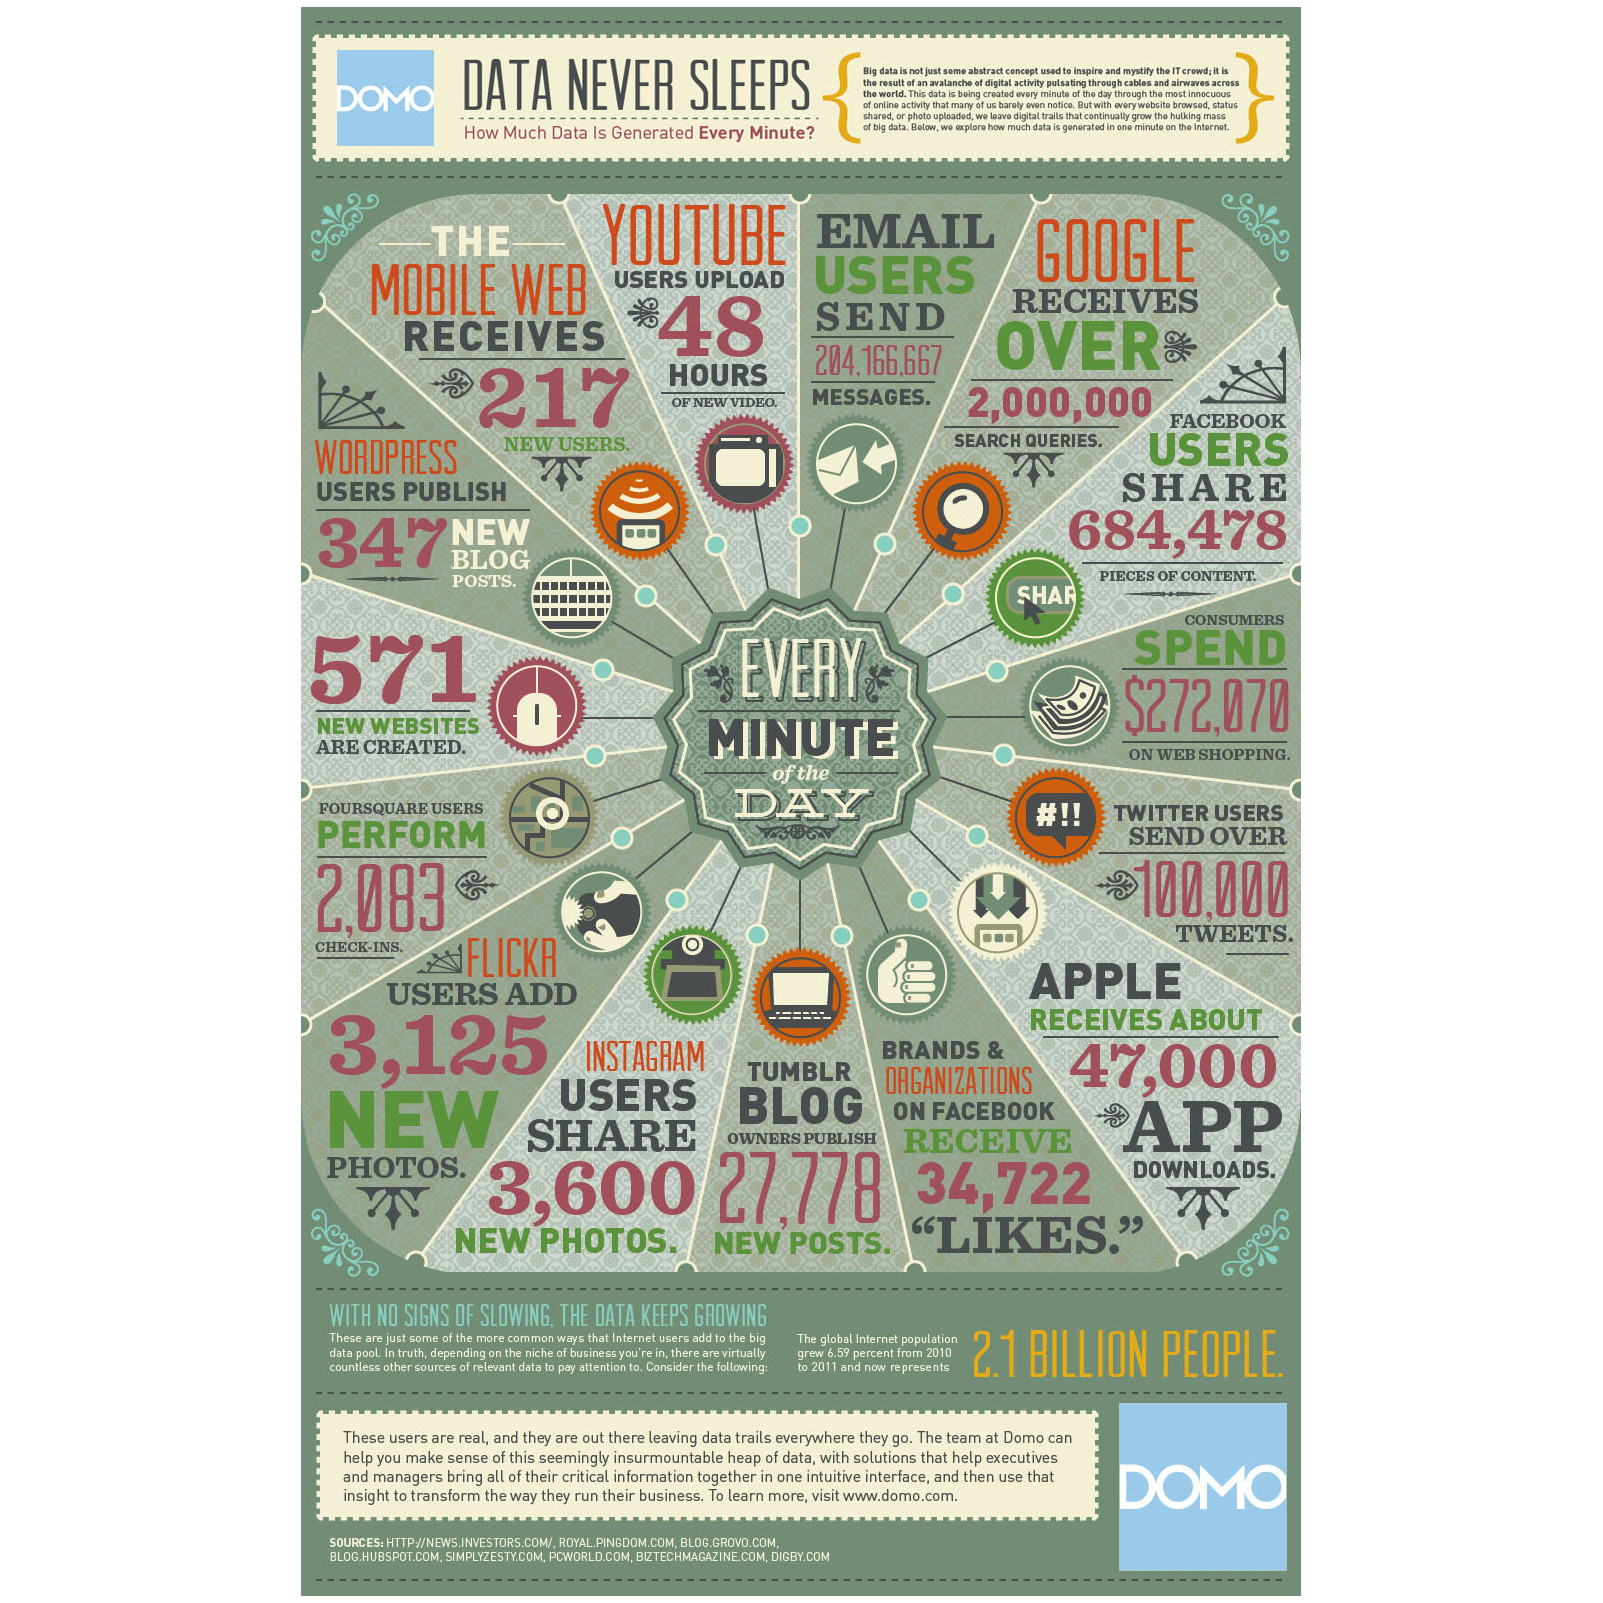 DOMO
DATA NEVER SLEEPS
How Much Data Is Generated Every Minute?
Big data is not just some abstract concept used to inspire and mystify the IT crowd; it is
the result of an avalanche of digital activity pulsating through cables and airwaves across
the world. This data is being created every minute of the day through the most innocuous
of online activity that many of us barely even notice. But with every website browsed, status
shared, or photo uploaded, we leave digital trails that continually grow the hulking mass
of big data. Below, we explore how much data is generated in one minute on the Internet.
THE
MOBILE WEB
RECEIVES
217
NEW USERS.
YOUTUBE
USERS UPLOAD
48
HOURS
OF NEW VIDEO.
EMAIL
USERS
SEND
204,166,667
MESSAGES.
GOOGLE
RECEIVES
OVER
2,000,000
SEARCH QUERIES.
FACEBOOK
USERS
SHARE
684,478
PIECES OF CONTENT.
SHAR
CONSUMERS
SPEND
$272,070
ON WEB SHOPPING.
#!!
TWITTER USERS
SEND OVER
100,000
TWEETS.
APPLE
RECEIVES ABOUT
47,000
APP
DOWNLOADS.
BRANDS &
ORGANIZATIONS
ON FACEBOOK
RECEIVE
34,722
“LIKES.”
TUMBLR
BLOG
OWNERS PUBLISH
27,778
NEW POSTS.
INSTAGRAM
USERS
SHARE
3,600
NEW PHOTOS.
FLICKR
USERS ADD
3,125
NEW
PHOTOS.
FOURSQUARE USERS
PERFORM
2,083
CHECK-INS.
571
NEW WEBSITES
ARE CREATED.
WORDPRESS
USERS PUBLISH
347 NEW
BLOG
POSTS.
EVERY
MINUTE
of the
DAY
WITH NO SIGNS OF SLOWING, THE DATA KEEPS GROWING
These are just some of the more common ways that Internet users add to the big
data pool. In truth, depending on the niche of business you're in, there are virtually
countless other sources of relevant data to pay attention to. Consider the following:
The global Internet population
grew 6.59 percent from 2010
to 2011 and now represents
2.1 BILLION PEOPLE.
These users are real, and they are out there leaving data trails everywhere they go. The team at Domo can
help you make sense of this seemingly insurmountable heap of data, with solutions that help executives
and managers bring all of their critical information together in one intuitive interface, and then use that
insight to transform the way they run their business. To learn more, visit www.domo.com.
DOMO
SOURCES: HTTP://NEWS.INVESTORS.COM/, ROYAL.PINGDOM.COM, BLOG.GROVO.COM,
BLOG.HUBSPOT.COM, SIMPLYZESTY.COM, PCWORLD.COM, BIZTECHMAGAZINE.COM, DIGBY.COM